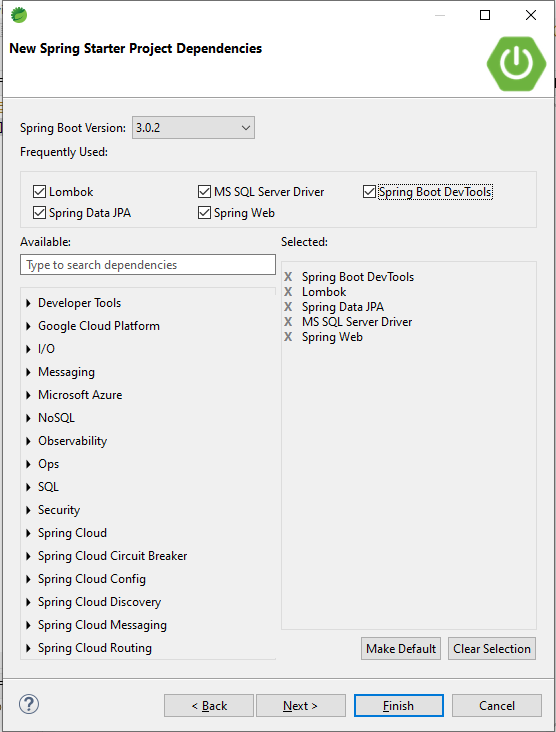 New Spring Starter Project Dependencies
Spring Boot Version: 3.0.2
Frequently Used:
Lombok MS SQL Server Driver Spring Boot DevTools
Spring Data JPA Spring Web
Available: Selected:
Type to search dependencies
X Spring Boot DevTools
X Lombok
X Spring Data JPA
X MS SQL Server Driver
X Spring Web
Developer Tools
Google Cloud Platform
I/O
Messaging
Microsoft Azure
NoSQL
Observability
Ops
SQL
Security
Spring Cloud
Spring Cloud Circuit Breaker
Spring Cloud Config
Spring Cloud Discovery
Spring Cloud Messaging
Spring Cloud Routing
Make Default Clear Selection
? < Back Next > Finish Cancel